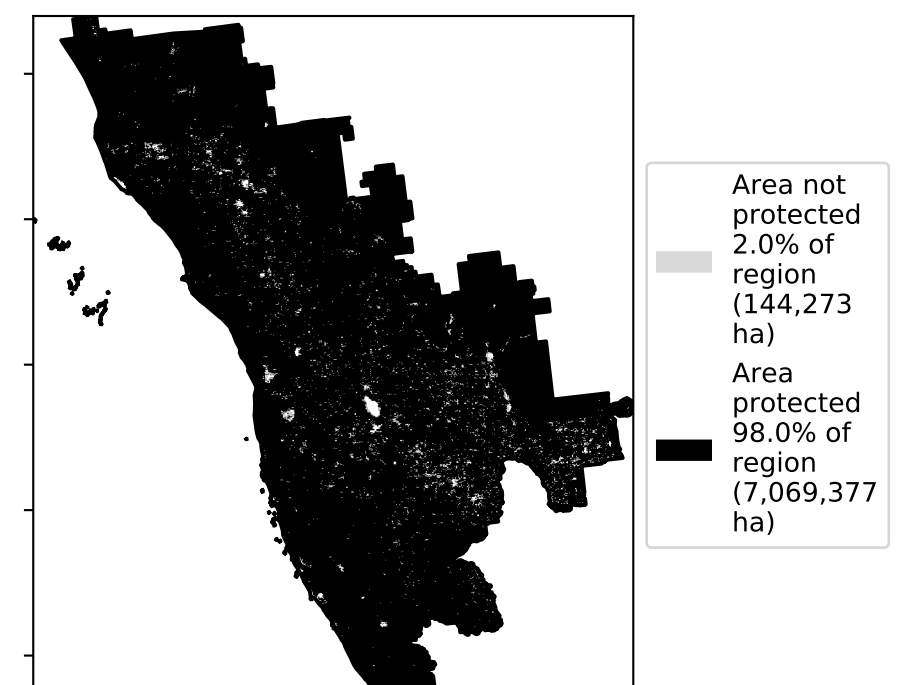 Area not
protected
2.0% of
region
(144,273
ha)
Area
protected
98.0% of
region
(7,069,377
ha)